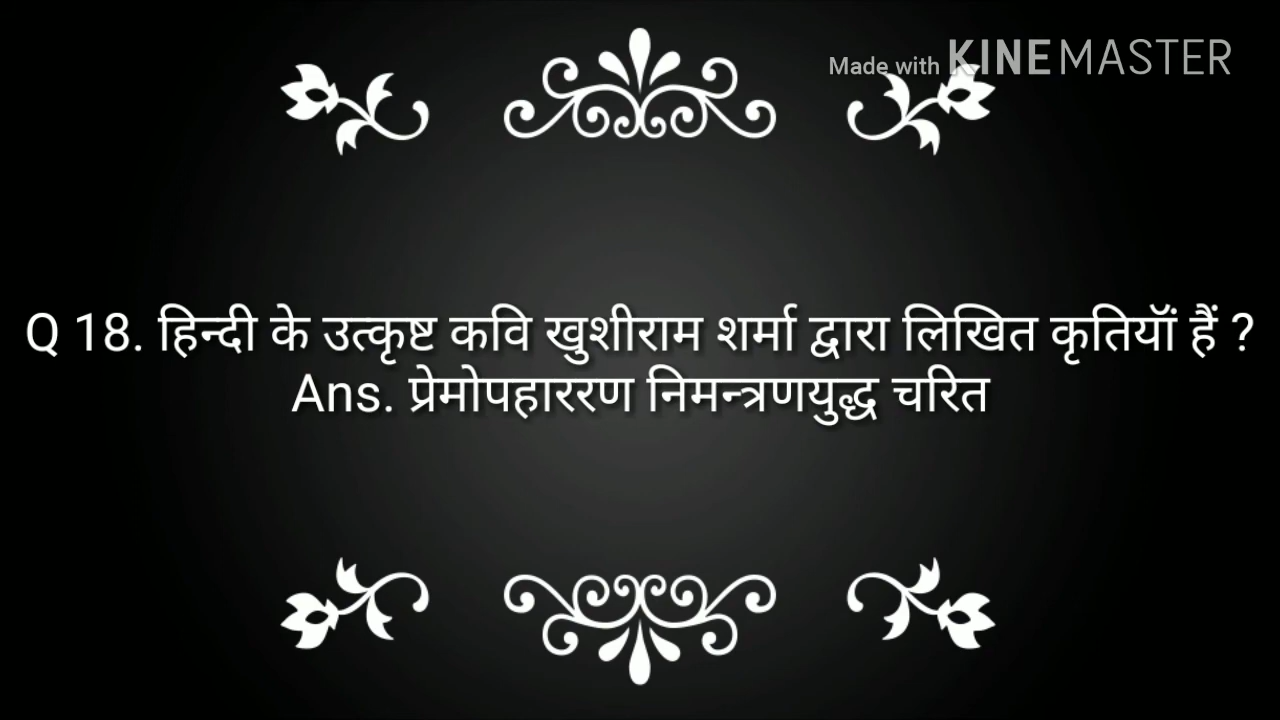 Made with KINEMASTER
Q 18. हिन्दी के उत्कृष्ट कवि खुशीराम शर्मा द्वारा लिखित कृतियॉं हैं ?
Ans. प्रेमोपहाररण निमन्त्रणयुद्ध चरित